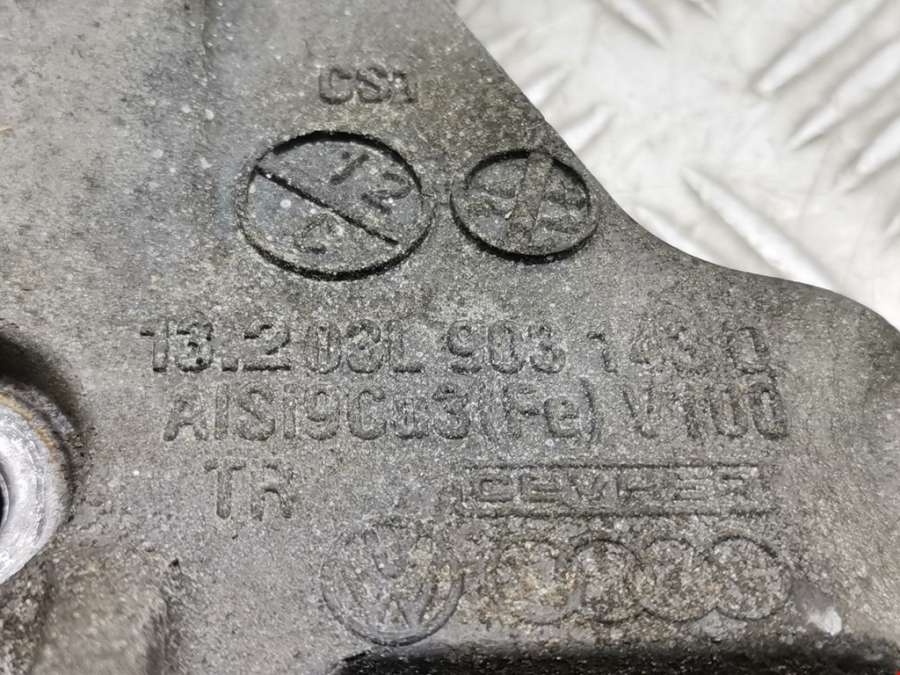 CS1
12
13.2 03L 903 143 D
AlSi9Cu3(Fe) V100
TR
CEVHER